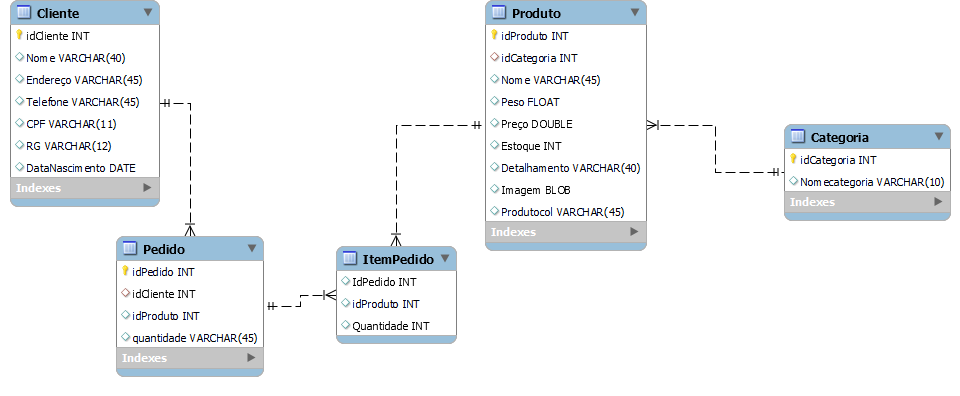 Cliente
idCliente INT
Nome VARCHAR(40)
Endereço VARCHAR(45)
Telefone VARCHAR(45)
CPF VARCHAR(11)
RG VARCHAR(12)
DataNascimento DATE
Indexes
Produto
idProduto INT
idCategoria INT
Nome VARCHAR(45)
Peso FLOAT
Preço DOUBLE
Estoque INT
Detalhamento VARCHAR(40)
Imagem BLOB
Produtocol VARCHAR(45)
Indexes
Categoria
idCategoria INT
Nomecategoria VARCHAR(10)
Indexes
Pedido
idPedido INT
idCliente INT
idProduto INT
quantidade VARCHAR(45)
Indexes
ItemPedido
IdPedido INT
idProduto INT
Quantidade INT